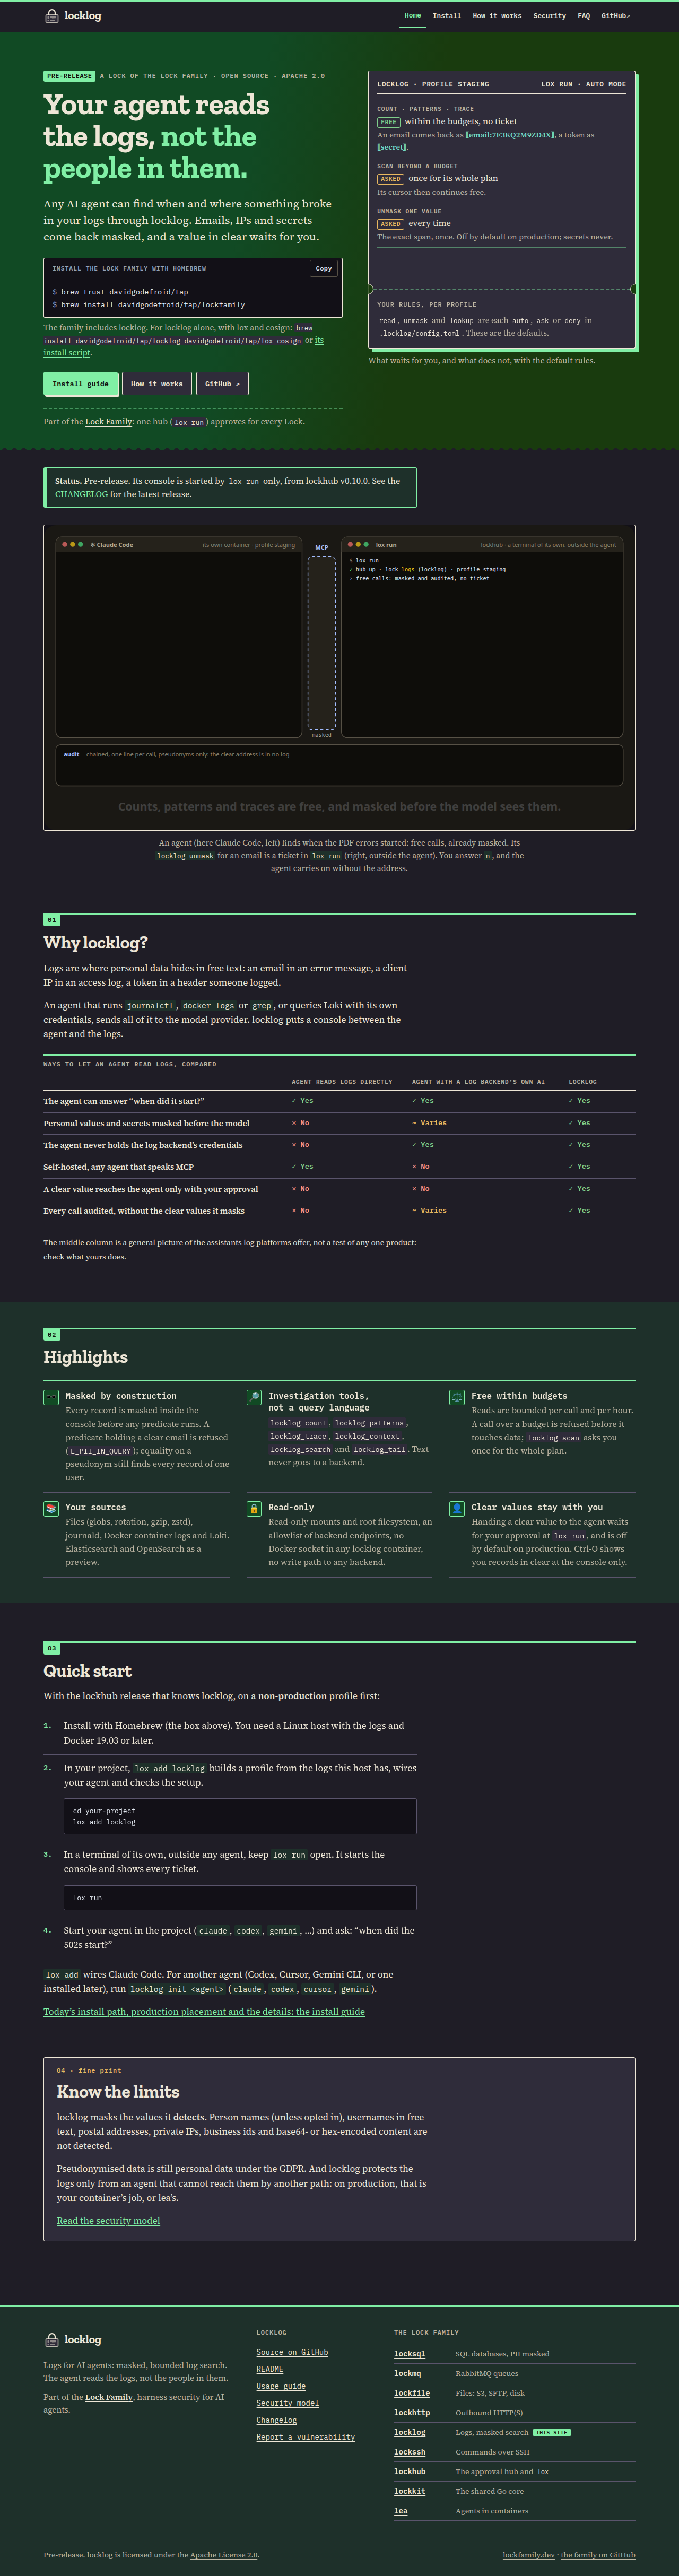 locklog
Home Install How it works Security FAQ GitHub↗
PRE-RELEASE A LOCK OF THE LOCK FAMILY · OPEN SOURCE · APACHE 2.0
Your agent reads
the logs, not the
people in them.
Any AI agent can find when and where something broke
in your logs through locklog. Emails, IPs and secrets
come back masked, and a value in clear waits for you.
INSTALL THE LOCK FAMILY WITH HOMEBREW Copy
$ brew trust davidgodefroid/tap
$ brew install davidgodefroid/tap/lockfamily
The family includes locklog. For locklog alone, with lox and cosign: brew
install davidgodefroid/tap/locklog davidgodefroid/tap/lox cosign or its
install script.
Install guide How it works GitHub ↗
Part of the Lock Family: one hub (lox run) approves for every Lock.
LOCKLOG · PROFILE STAGING LOX RUN · AUTO MODE
COUNT · PATTERNS · TRACE
FREE within the budgets, no ticket
An email comes back as ⟦email:7F3KQ2M9ZD4X⟧, a token as
⟦secret⟧.
SCAN BEYOND A BUDGET
ASKED once for its whole plan
Its cursor then continues free.
UNMASK ONE VALUE
ASKED every time
The exact span, once. Off by default on production; secrets never.
YOUR RULES, PER PROFILE
read, unmask and lookup are each auto, ask or deny in
.locklog/config.toml. These are the defaults.
What waits for you, and what does not, with the default rules.
Status. Pre-release. Its console is started by lox run only, from lockhub v0.10.0. See the
CHANGELOG for the latest release.
Claude Code its own container · profile staging
MCP
masked
lox run lockhub · a terminal of its own, outside the agent
$ lox run
✓ hub up · lock logs (locklog) · profile staging
› free calls: masked and audited, no ticket
audit chained, one line per call, pseudonyms only: the clear address is in no log
Counts, patterns and traces are free, and masked before the model sees them.
An agent (here Claude Code, left) finds when the PDF errors started: free calls, already masked. Its
locklog_unmask for an email is a ticket in lox run (right, outside the agent). You answer n, and the
agent carries on without the address.
01
Why locklog?
Logs are where personal data hides in free text: an email in an error message, a client
IP in an access log, a token in a header someone logged.
An agent that runs journalctl, docker logs or grep, or queries Loki with its own
credentials, sends all of it to the model provider. locklog puts a console between the
agent and the logs.
WAYS TO LET AN AGENT READ LOGS, COMPARED
AGENT READS LOGS DIRECTLY AGENT WITH A LOG BACKEND'S OWN AI LOCKLOG
The agent can answer “when did it start?” ✓ Yes ✓ Yes ✓ Yes
Personal values and secrets masked before the model ✕ No ~ Varies ✓ Yes
The agent never holds the log backend’s credentials ✕ No ✓ Yes ✓ Yes
Self-hosted, any agent that speaks MCP ✓ Yes ✕ No ✓ Yes
A clear value reaches the agent only with your approval ✕ No ✕ No ✓ Yes
Every call audited, without the clear values it masks ✕ No ~ Varies ✓ Yes
The middle column is a general picture of the assistants log platforms offer, not a test of any one product:
check what yours does.
02
Highlights
Masked by construction
Every record is masked inside the
console before any predicate runs. A
predicate holding a clear email is refused
(E_PII_IN_QUERY); equality on a
pseudonym still finds every record of one
user.
Investigation tools,
not a query language
locklog_count, locklog_patterns,
locklog_trace, locklog_context,
locklog_search and locklog_tail. Text
never goes to a backend.
Free within budgets
Reads are bounded per call and per hour.
A call over a budget is refused before it
touches data; locklog_scan asks you
once for the whole plan.
Your sources
Files (globs, rotation, gzip, zstd),
journald, Docker container logs and Loki.
Elasticsearch and OpenSearch as a
preview.
Read-only
Read-only mounts and root filesystem, an
allowlist of backend endpoints, no
Docker socket in any locklog container,
no write path to any backend.
Clear values stay with you
Handing a clear value to the agent waits
for your approval at lox run, and is off
by default on production. Ctrl-O shows
you records in clear at the console only.
03
Quick start
With the lockhub release that knows locklog, on a non-production profile first:
1. Install with Homebrew (the box above). You need a Linux host with the logs and
Docker 19.03 or later.
2. In your project, lox add locklog builds a profile from the logs this host has, wires
your agent and checks the setup.
cd your-project
lox add locklog
3. In a terminal of its own, outside any agent, keep lox run open. It starts the
console and shows every ticket.
lox run
4. Start your agent in the project (claude, codex, gemini, …) and ask: “when did the
502s start?”
lox add wires Claude Code. For another agent (Codex, Cursor, Gemini CLI, or one
installed later), run locklog init <agent> (claude, codex, cursor, gemini).
Today’s install path, production placement and the details: the install guide
04 · fine print
Know the limits
locklog masks the values it detects. Person names (unless opted in), usernames in free
text, postal addresses, private IPs, business ids and base64- or hex-encoded content are
not detected.
Pseudonymised data is still personal data under the GDPR. And locklog protects the
logs only from an agent that cannot reach them by another path: on production, that is
your container’s job, or lea’s.
Read the security model
locklog
Logs for AI agents: masked, bounded log search.
The agent reads the logs, not the people in them.
Part of the Lock Family, harness security for AI
agents.
LOCKLOG
Source on GitHub
README
Usage guide
Security model
Changelog
Report a vulnerability
THE LOCK FAMILY
locksql SQL databases, PII masked
lockmq RabbitMQ queues
lockfile Files: S3, SFTP, disk
lockhttp Outbound HTTP(S)
locklog Logs, masked search THIS SITE
lockssh Commands over SSH
lockhub The approval hub and lox
lockkit The shared Go core
lea Agents in containers
Pre-release. locklog is licensed under the Apache License 2.0.
lockfamily.dev · the family on GitHub